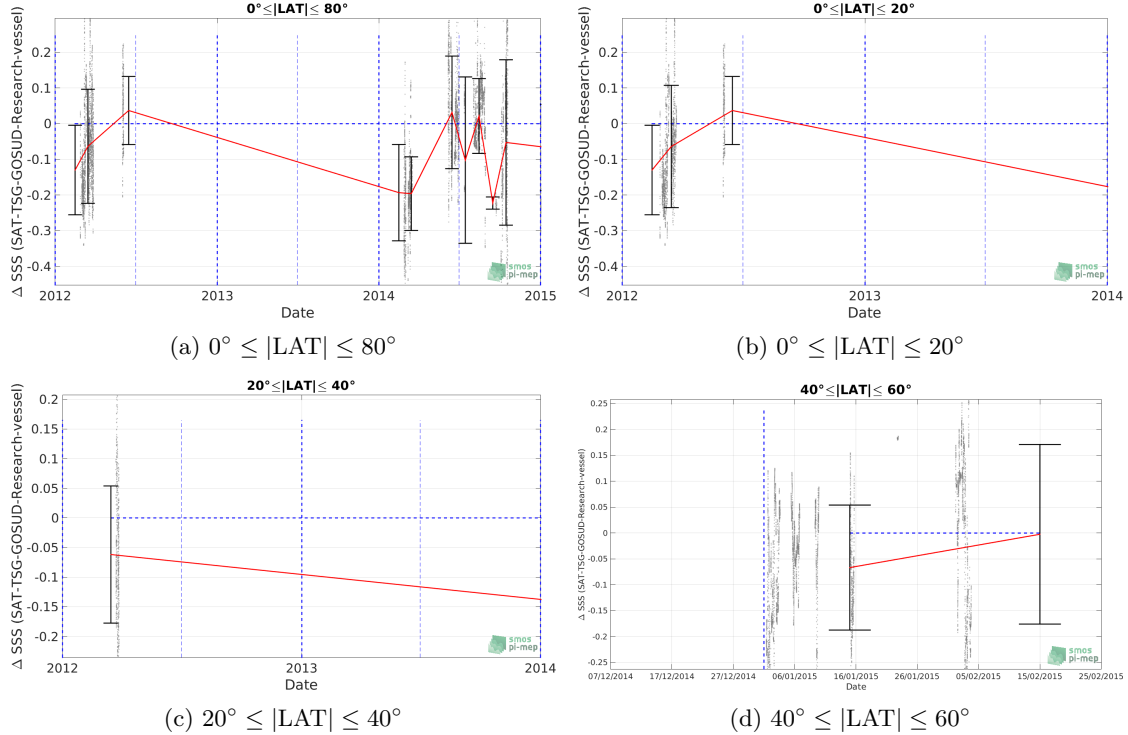 0°≤|LAT|≤ 80°
Δ SSS (SAT-TSG-GOSUD-Research-vessel)
0.2
0.1
0
-0.1
-0.2
-0.3
-0.4
2012 2013 2014 2015
Date
smos
pi-mep
(a) 0° ≤ |LAT| ≤ 80°
0°≤|LAT|≤ 20°
Δ SSS (SAT-TSG-GOSUD-Research-vessel)
0.2
0.1
0
-0.1
-0.2
-0.3
-0.4
2012 2013 2014
Date
smos
pi-mep
(b) 0° ≤ |LAT| ≤ 20°
20°≤|LAT|≤ 40°
Δ SSS (SAT-TSG-GOSUD-Research-vessel)
0.2
0.15
0.1
0.05
0
-0.05
-0.1
-0.15
-0.2
2012 2013 2014
Date
smos
pi-mep
(c) 20° ≤ |LAT| ≤ 40°
40°≤|LAT|≤ 60°
Δ SSS (SAT-TSG-GOSUD-Research-vessel)
0.25
0.2
0.15
0.1
0.05
0
-0.05
-0.1
-0.15
-0.2
-0.25
07/12/2014 17/12/2014 27/12/2014 06/01/2015 16/01/2015 26/01/2015 05/02/2015 15/02/2015 25/02/2015
Date
smos
pi-mep
(d) 40° ≤ |LAT| ≤ 60°